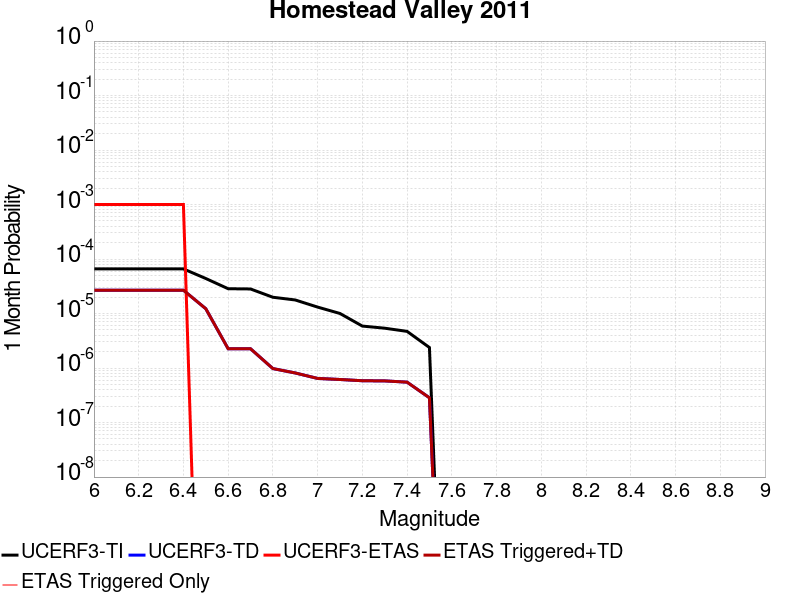 Homestead Valley 2011
1 Month Probability
10^0
10^-1
10^-2
10^-3
10^-4
10^-5
10^-6
10^-7
10^-8
6 6.2 6.4 6.6 6.8 7 7.2 7.4 7.6 7.8 8 8.2 8.4 8.6 8.8 9
Magnitude
UCERF3-TI UCERF3-TD UCERF3-ETAS ETAS Triggered+TD
ETAS Triggered Only